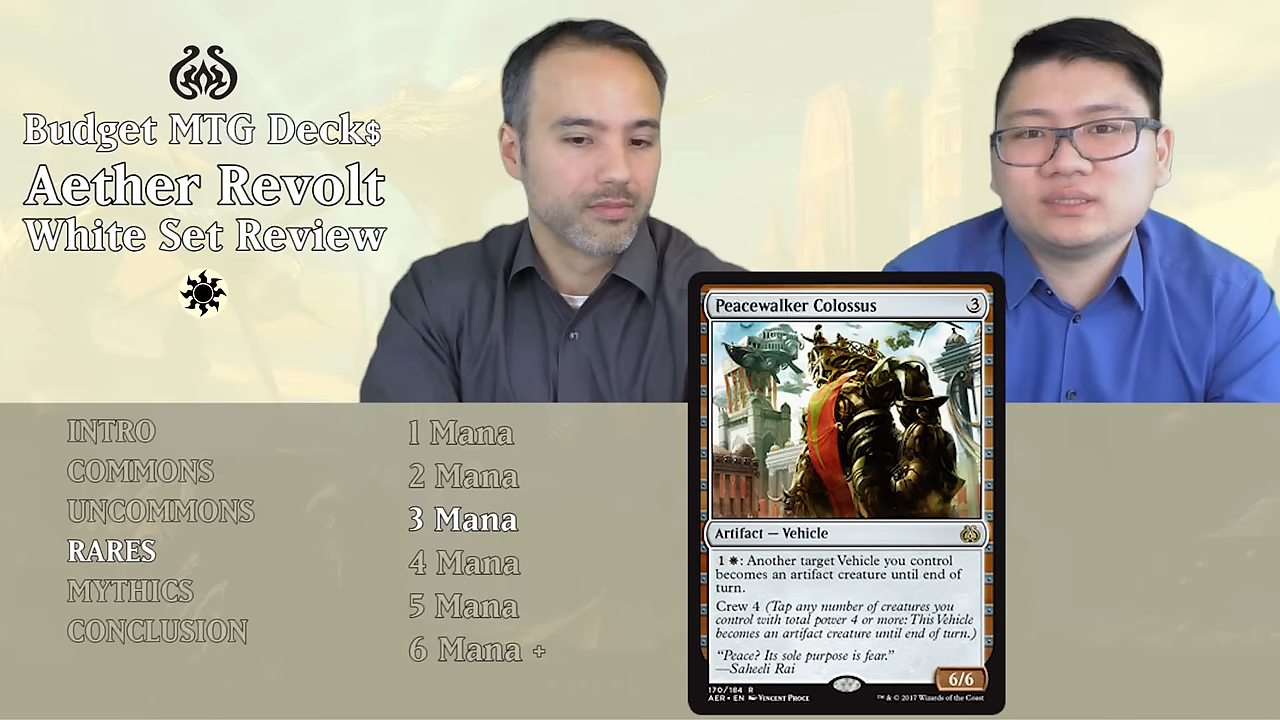 Budget MTG Deck$
Aether Revolt
White Set Review
INTRO
COMMONS
UNCOMMONS
RARES
MYTHICS
CONCLUSION
1 Mana
2 Mana
3 Mana
4 Mana
5 Mana
6 Mana +
Peacewalker Colossus 3
Artifact — Vehicle
1 : Another target Vehicle you control
becomes an artifact creature until end of
turn.
Crew 4 (Tap any number of creatures you
control with total power 4 or more: This Vehicle
becomes an artifact creature until end of turn.)
“Peace? Its sole purpose is fear.”
—Saheeli Rai
6/6
170/184 R
AER • EN Vincent Proce
™ & © 2017 Wizards of the Coast